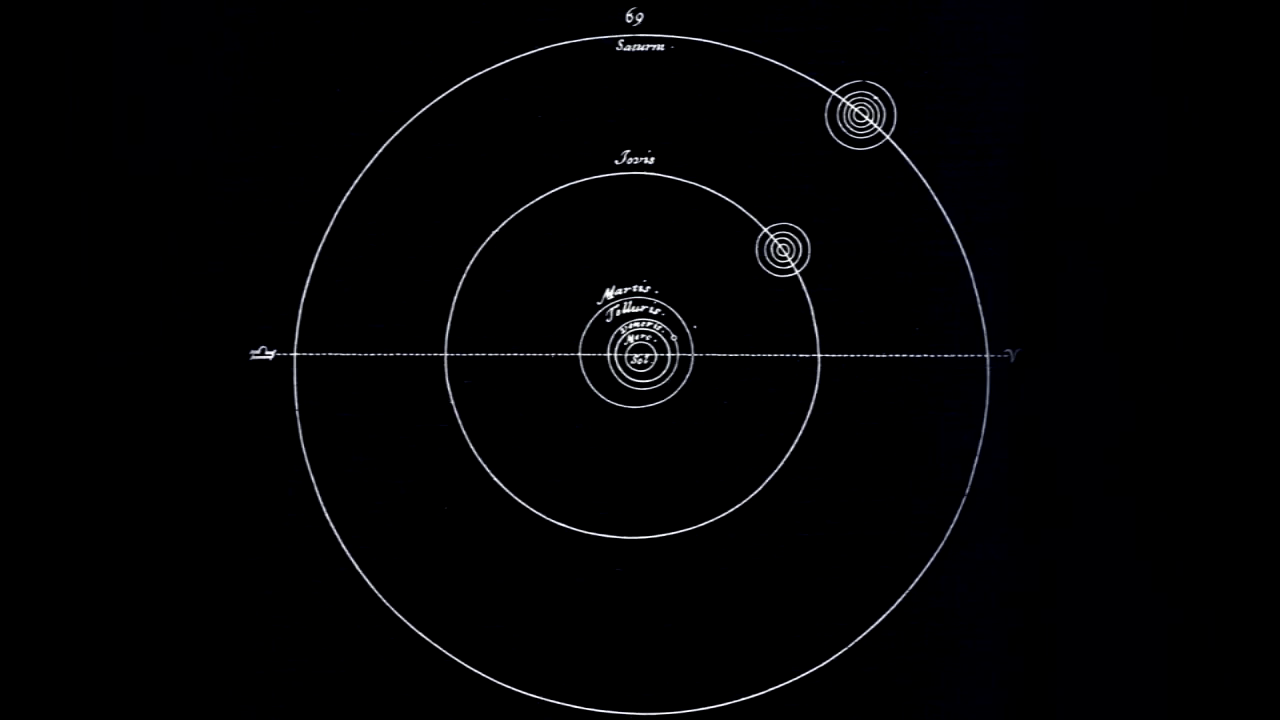 69
Saturni.
Jovis
Martis.
Telluris.
Veneris.
Merc.
Sol.
♎ ♈